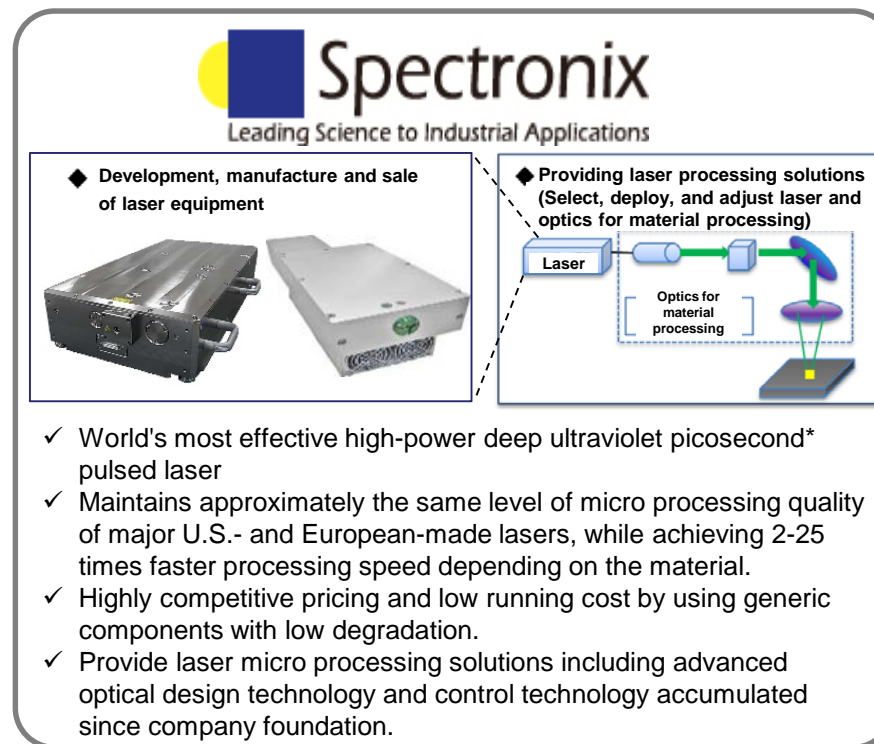 Spectronix
Leading Science to Industrial Applications
◆ Development, manufacture and sale
of laser equipment
◆ Providing laser processing solutions
(Select, deploy, and adjust laser and
optics for material processing)
Laser
Optics for
material
processing
✓ World's most effective high-power deep ultraviolet picosecond*
pulsed laser
✓ Maintains approximately the same level of micro processing quality
of major U.S.- and European-made lasers, while achieving 2-25
times faster processing speed depending on the material.
✓ Highly competitive pricing and low running cost by using generic
components with low degradation.
✓ Provide laser micro processing solutions including advanced
optical design technology and control technology accumulated
since company foundation.